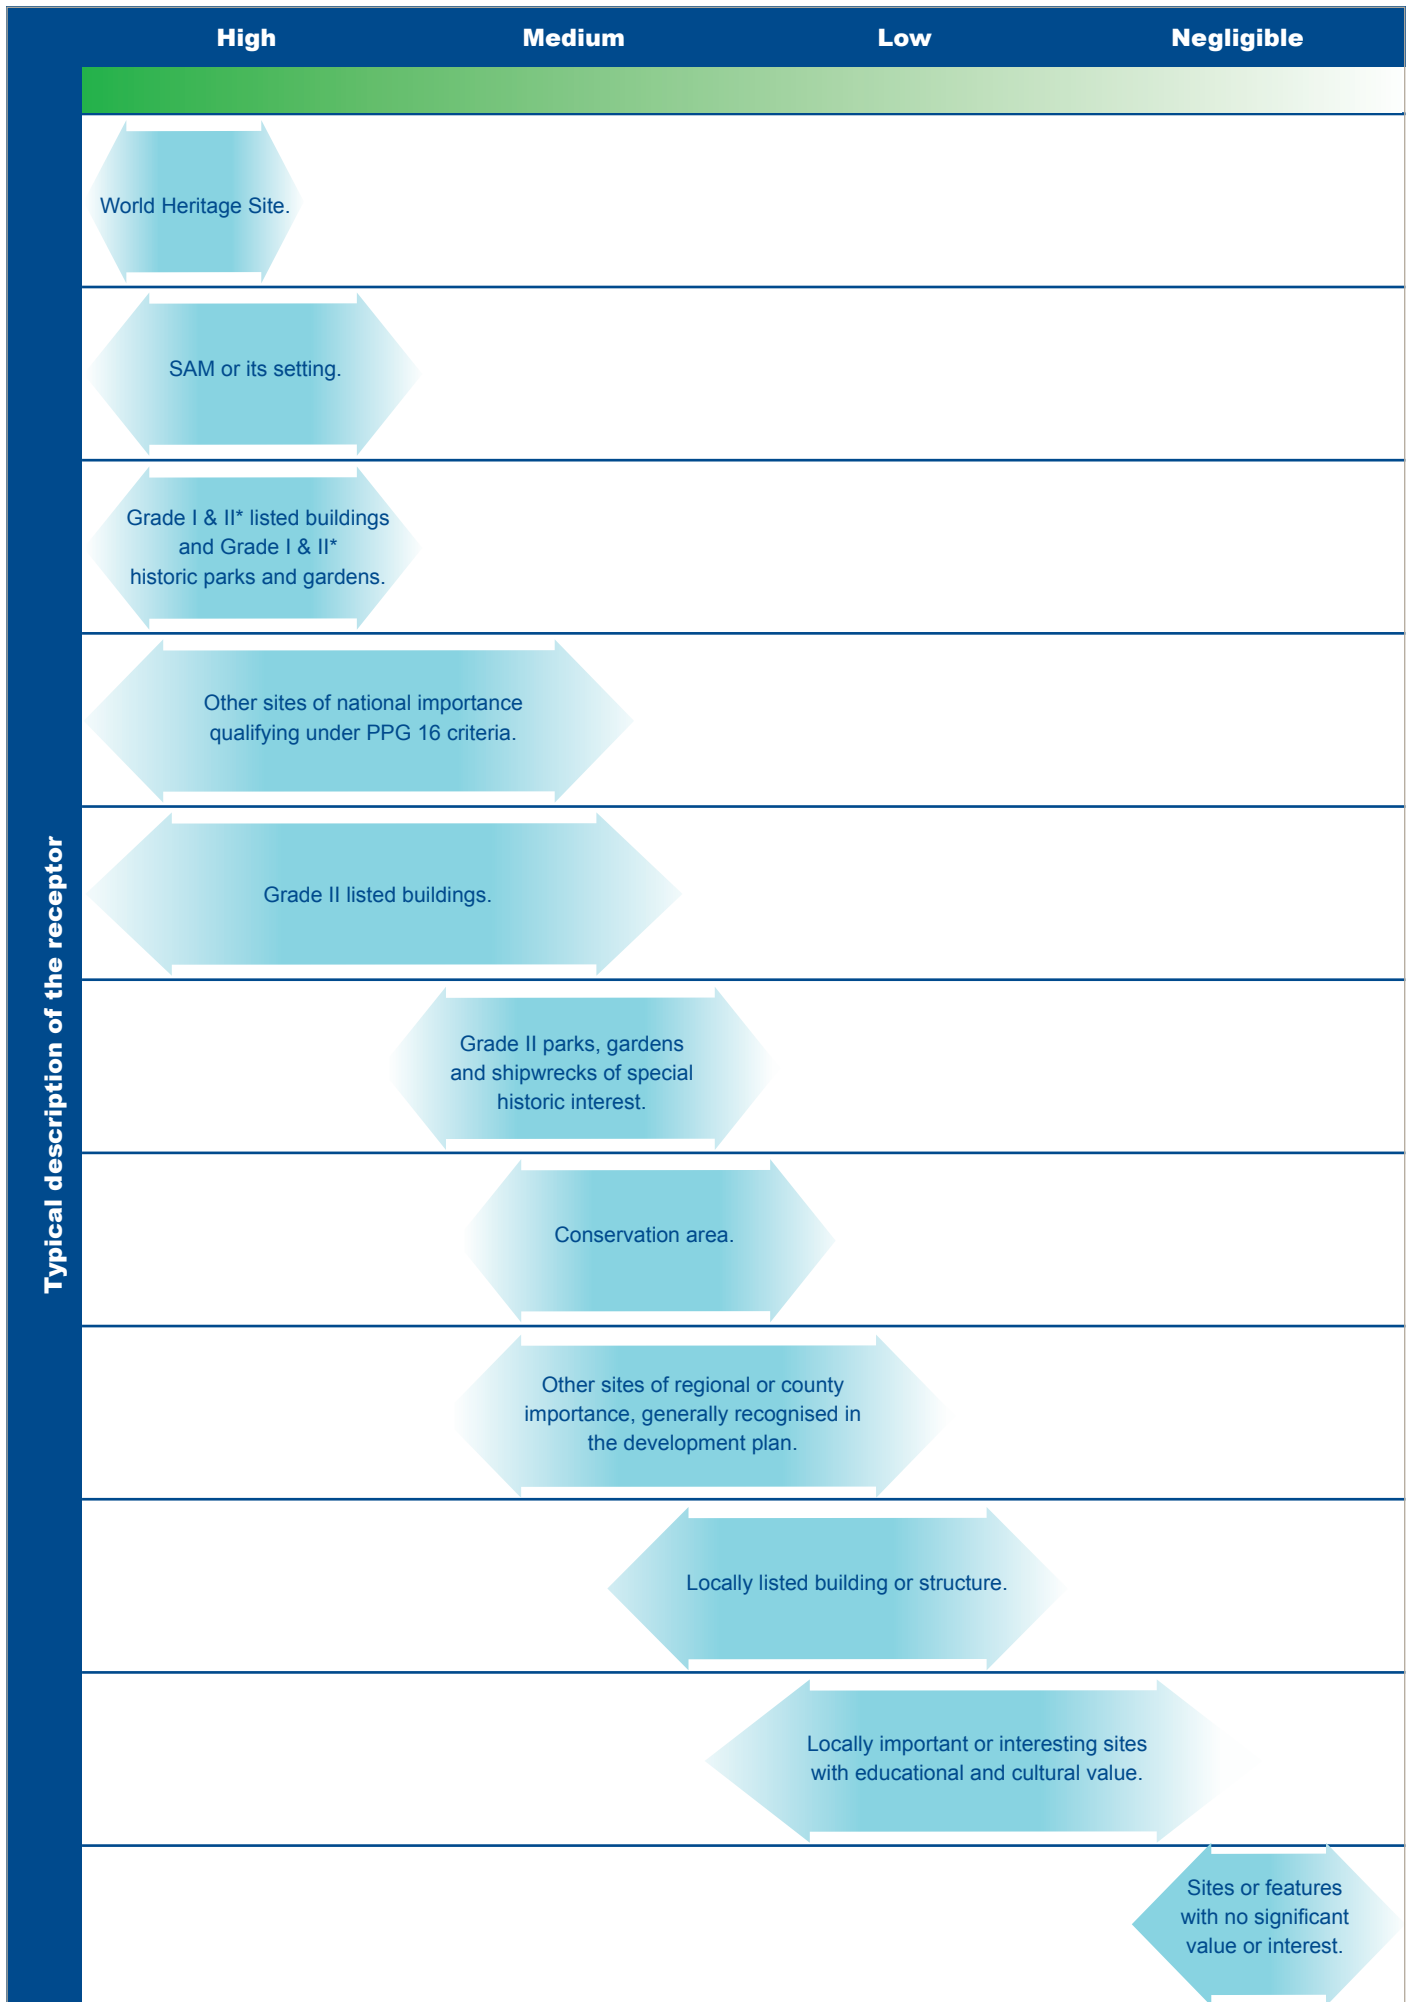 High Medium Low Negligible
Typical description of the receptor
World Heritage Site.
SAM or its setting.
Grade I & II* listed buildings
and Grade I & II*
historic parks and gardens.
Other sites of national importance
qualifying under PPG 16 criteria.
Grade II listed buildings.
Grade II parks, gardens
and shipwrecks of special
historic interest.
Conservation area.
Other sites of regional or county
importance, generally recognised in
the development plan.
Locally listed building or structure.
Locally important or interesting sites
with educational and cultural value.
Sites or features
with no significant
value or interest.